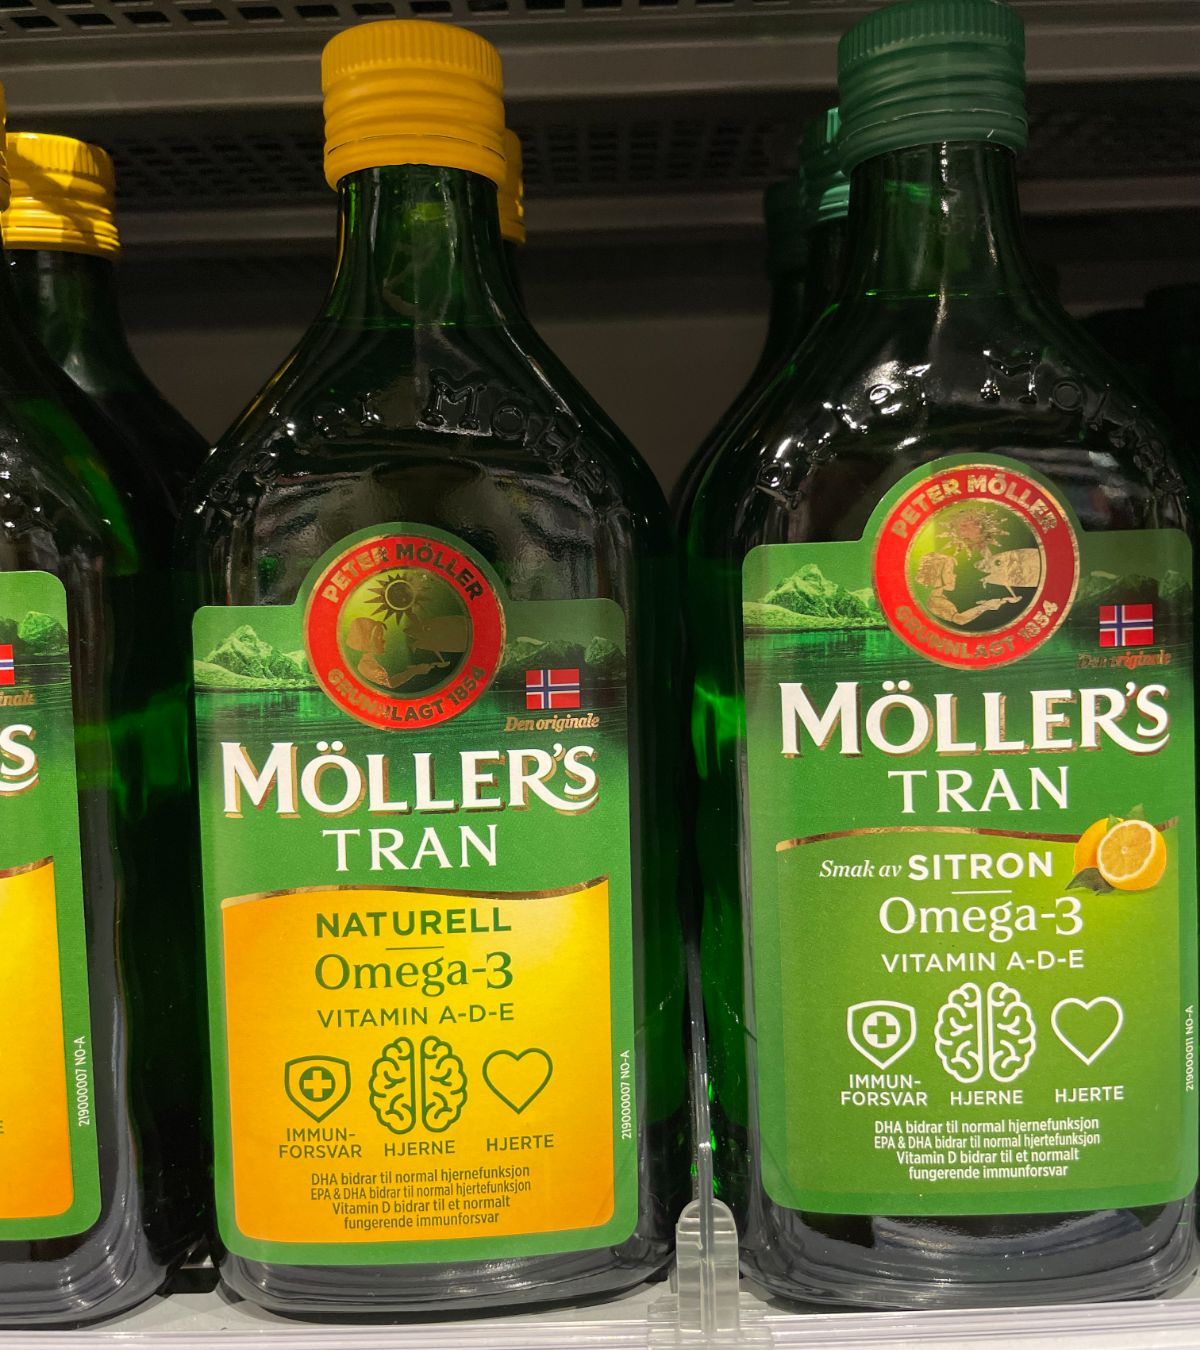 Peter Möller
PETER MÖLLER
GRUNNLAGT 1854
Den originale
MÖLLER'S
TRAN
NATURELL
Omega-3
VITAMIN A-D-E
IMMUN-
FORSVAR
HJERNE
HJERTE
DHA bidrar til normal hjernefunksjon
EPA & DHA bidrar til normal hjertefunksjon
Vitamin D bidrar til et normalt
fungerende immunforsvar
219000007 NO-A
Peter Möller
PETER MÖLLER
GRUNNLAGT 1854
Den originale
MÖLLER'S
TRAN
Smak av SITRON
Omega-3
VITAMIN A-D-E
IMMUN-
FORSVAR
HJERNE
HJERTE
DHA bidrar til normal hjernefunksjon
EPA & DHA bidrar til normal hjertefunksjon
Vitamin D bidrar til et normalt
fungerende immunforsvar
219000011 NO-A
S
219000007 NO-A